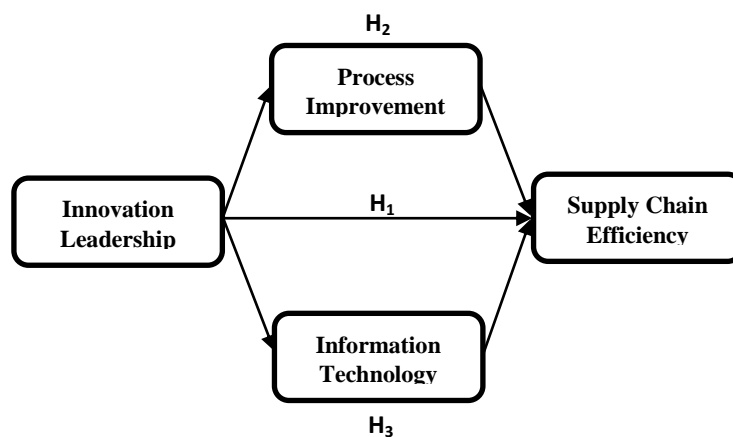 H₂
Process
Improvement
Innovation
Leadership
H₁
Supply Chain
Efficiency
Information
Technology
H₃